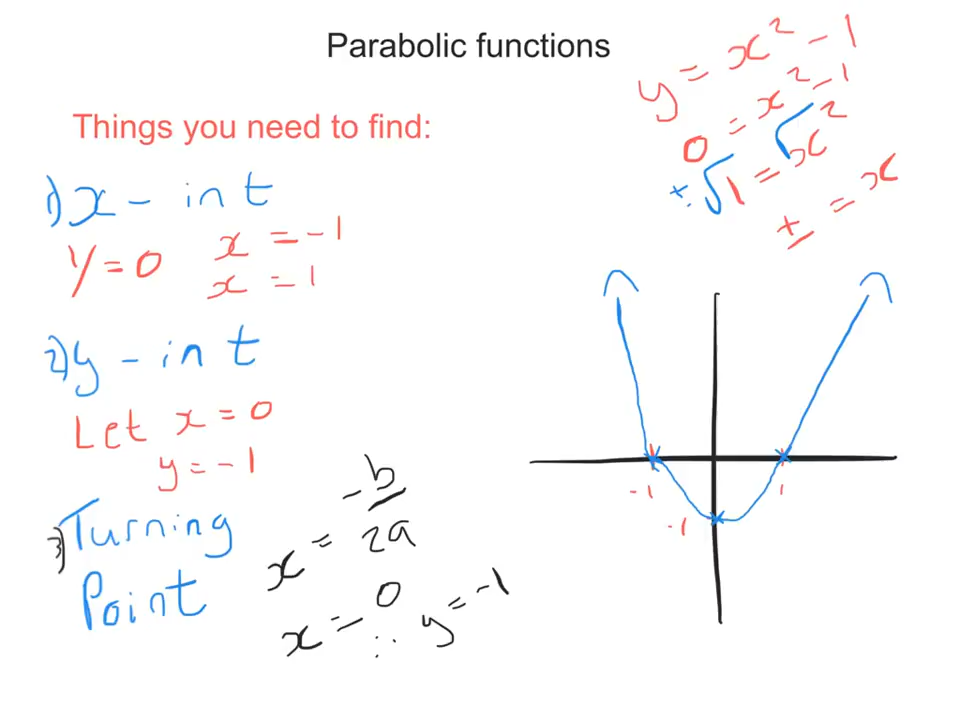 Parabolic functions
Things you need to find:
1) x - int
y = 0 x = -1
x = 1
2) y - int
Let x = 0
y = -1
3) Turning
Point
x = -b/2a
x = 0
∴ y = -1
y = x² - 1
0 = x² - 1
±√1 = √x²
± = x
-1
1
-1